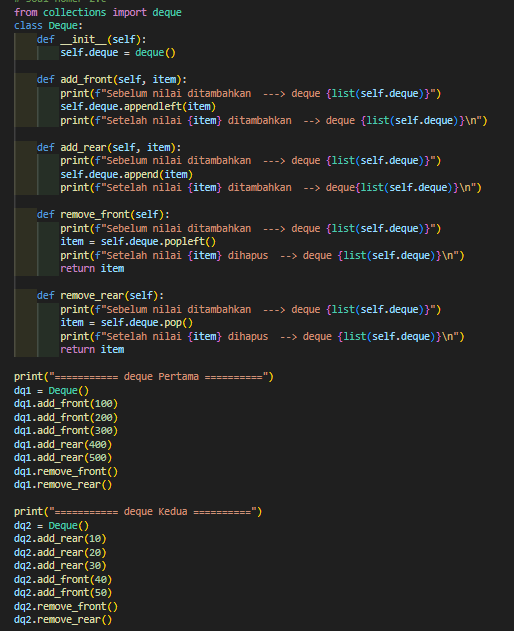 from collections import deque
class Deque:
    def __init__(self):
        self.deque = deque()

    def add_front(self, item):
        print(f"Sebelum nilai ditambahkan  ---> deque {list(self.deque)}")
        self.deque.appendleft(item)
        print(f"Setelah nilai {item} ditambahkan  --> deque {list(self.deque)}\n")

    def add_rear(self, item):
        print(f"Sebelum nilai ditambahkan  ---> deque {list(self.deque)}")
        self.deque.append(item)
        print(f"Setelah nilai {item} ditambahkan  --> deque{list(self.deque)}\n")

    def remove_front(self):
        print(f"Sebelum nilai ditambahkan  ---> deque {list(self.deque)}")
        item = self.deque.popleft()
        print(f"Setelah nilai {item} dihapus  --> deque {list(self.deque)}\n")
        return item

    def remove_rear(self):
        print(f"Sebelum nilai ditambahkan  ---> deque {list(self.deque)}")
        item = self.deque.pop()
        print(f"Setelah nilai {item} dihapus  --> deque {list(self.deque)}\n")
        return item

print("=========== deque Pertama ==========")
dq1 = Deque()
dq1.add_front(100)
dq1.add_front(200)
dq1.add_front(300)
dq1.add_rear(400)
dq1.add_rear(500)
dq1.remove_front()
dq1.remove_rear()

print("=========== deque Kedua ==========")
dq2 = Deque()
dq2.add_rear(10)
dq2.add_rear(20)
dq2.add_rear(30)
dq2.add_front(40)
dq2.add_front(50)
dq2.remove_front()
dq2.remove_rear()